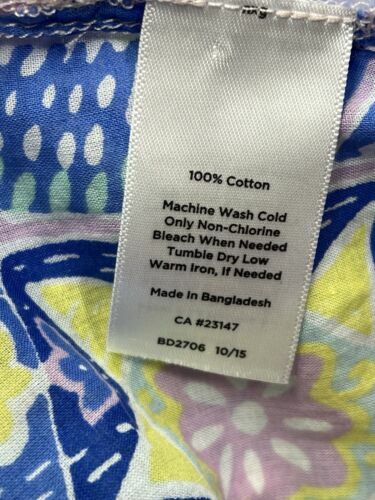 100% Cotton
Machine Wash Cold
Only Non-Chlorine
Bleach When Needed
Tumble Dry Low
Warm Iron, If Needed
Made in Bangladesh
CA #23147
BD2706 10/15